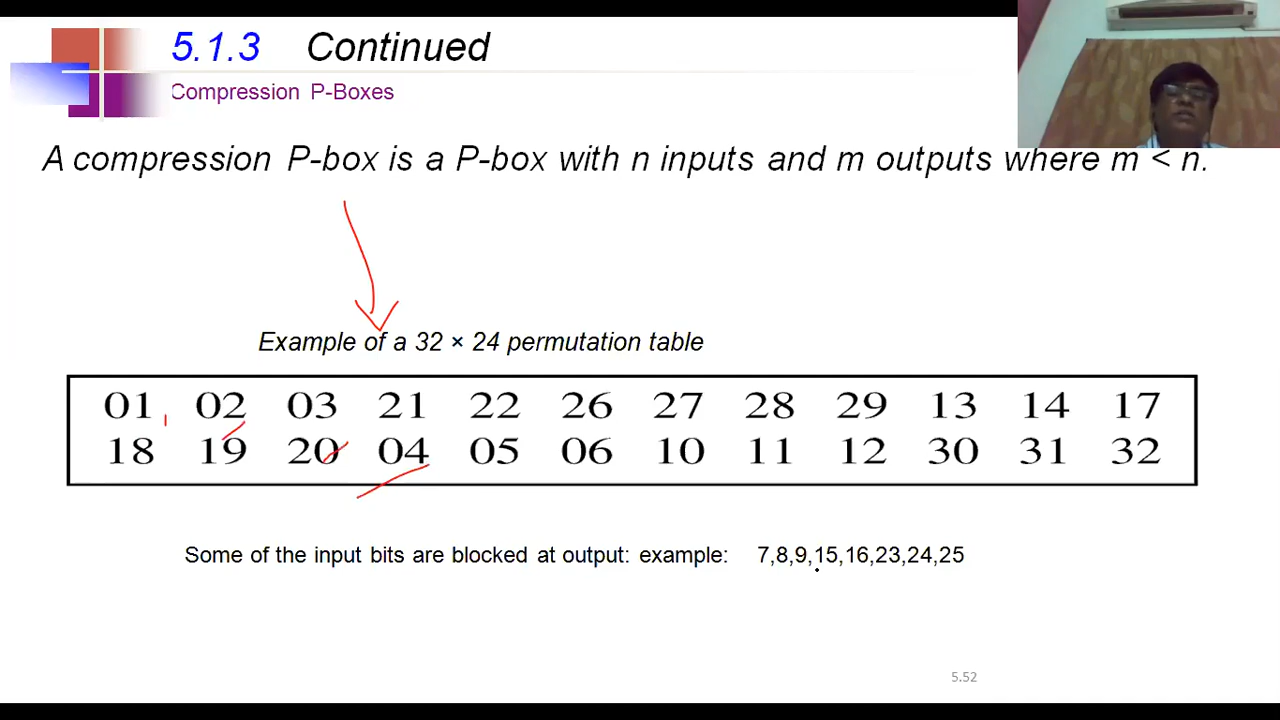 5.1.3 Continued
Compression P-Boxes
A compression P-box is a P-box with n inputs and m outputs where m < n.
Example of a 32 × 24 permutation table
01 02 03 21 22 26 27 28 29 13 14 17
18 19 20 04 05 06 10 11 12 30 31 32
Some of the input bits are blocked at output: example: 7,8,9,15,16,23,24,25
5.52